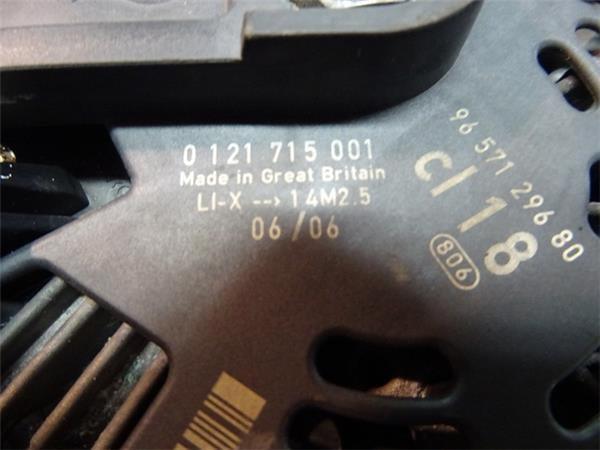 0 121 715 001
Made in Great Britain
LI-X --> 14M2.5
06/06
96 571 296 80
cl 18
806